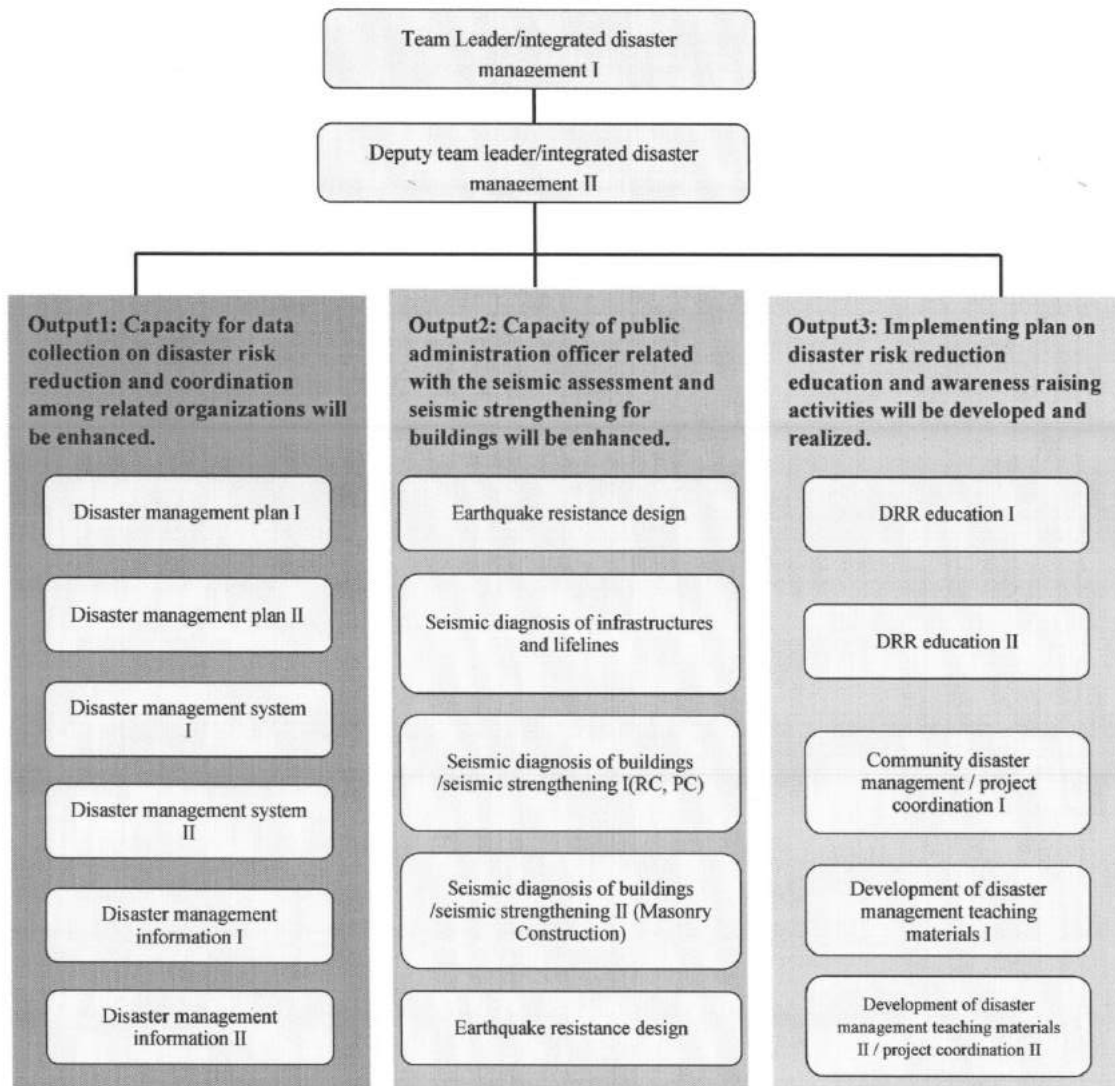 Team Leader/integrated disaster
management I
Deputy team leader/integrated disaster
management II
Output1: Capacity for data
collection on disaster risk
reduction and coordination
among related organizations will
be enhanced.
Disaster management plan I
Disaster management plan II
Disaster management system
I
Disaster management system
II
Disaster management
information I
Disaster management
information II
Output2: Capacity of public
administration officer related
with the seismic assessment and
seismic strengthening for
buildings will be enhanced.
Earthquake resistance design
Seismic diagnosis of infrastructures
and lifelines
Seismic diagnosis of buildings
/seismic strengthening I(RC, PC)
Seismic diagnosis of buildings
/seismic strengthening II (Masonry
Construction)
Earthquake resistance design
Output3: Implementing plan on
disaster risk reduction
education and awareness raising
activities will be developed and
realized.
DRR education I
DRR education II
Community disaster
management / project
coordination I
Development of disaster
management teaching
materials I
Development of disaster
management teaching materials
II / project coordination II